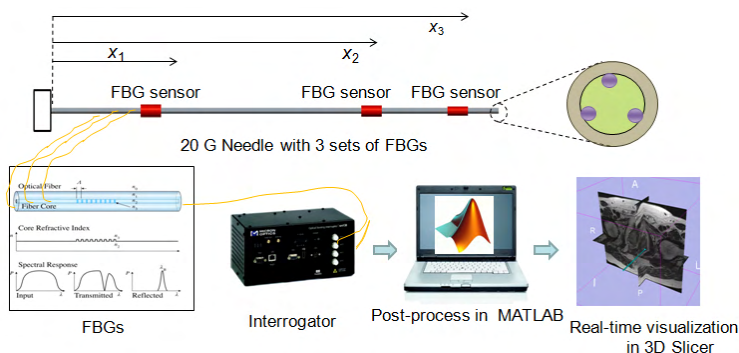 x3
x1
x2
FBG sensor
FBG sensor
FBG sensor
20 G Needle with 3 sets of FBGs
Optical Fiber
Λ
Fiber Core
Core Refractive Index
Spectral Response
P
P
P
λ
λ
Input
Transmitted
Reflected
FBGs
MICRON
OPTICS
Interrogator
Post-process in MATLAB
A
R
L
I
P
Real-time visualization
in 3D Slicer